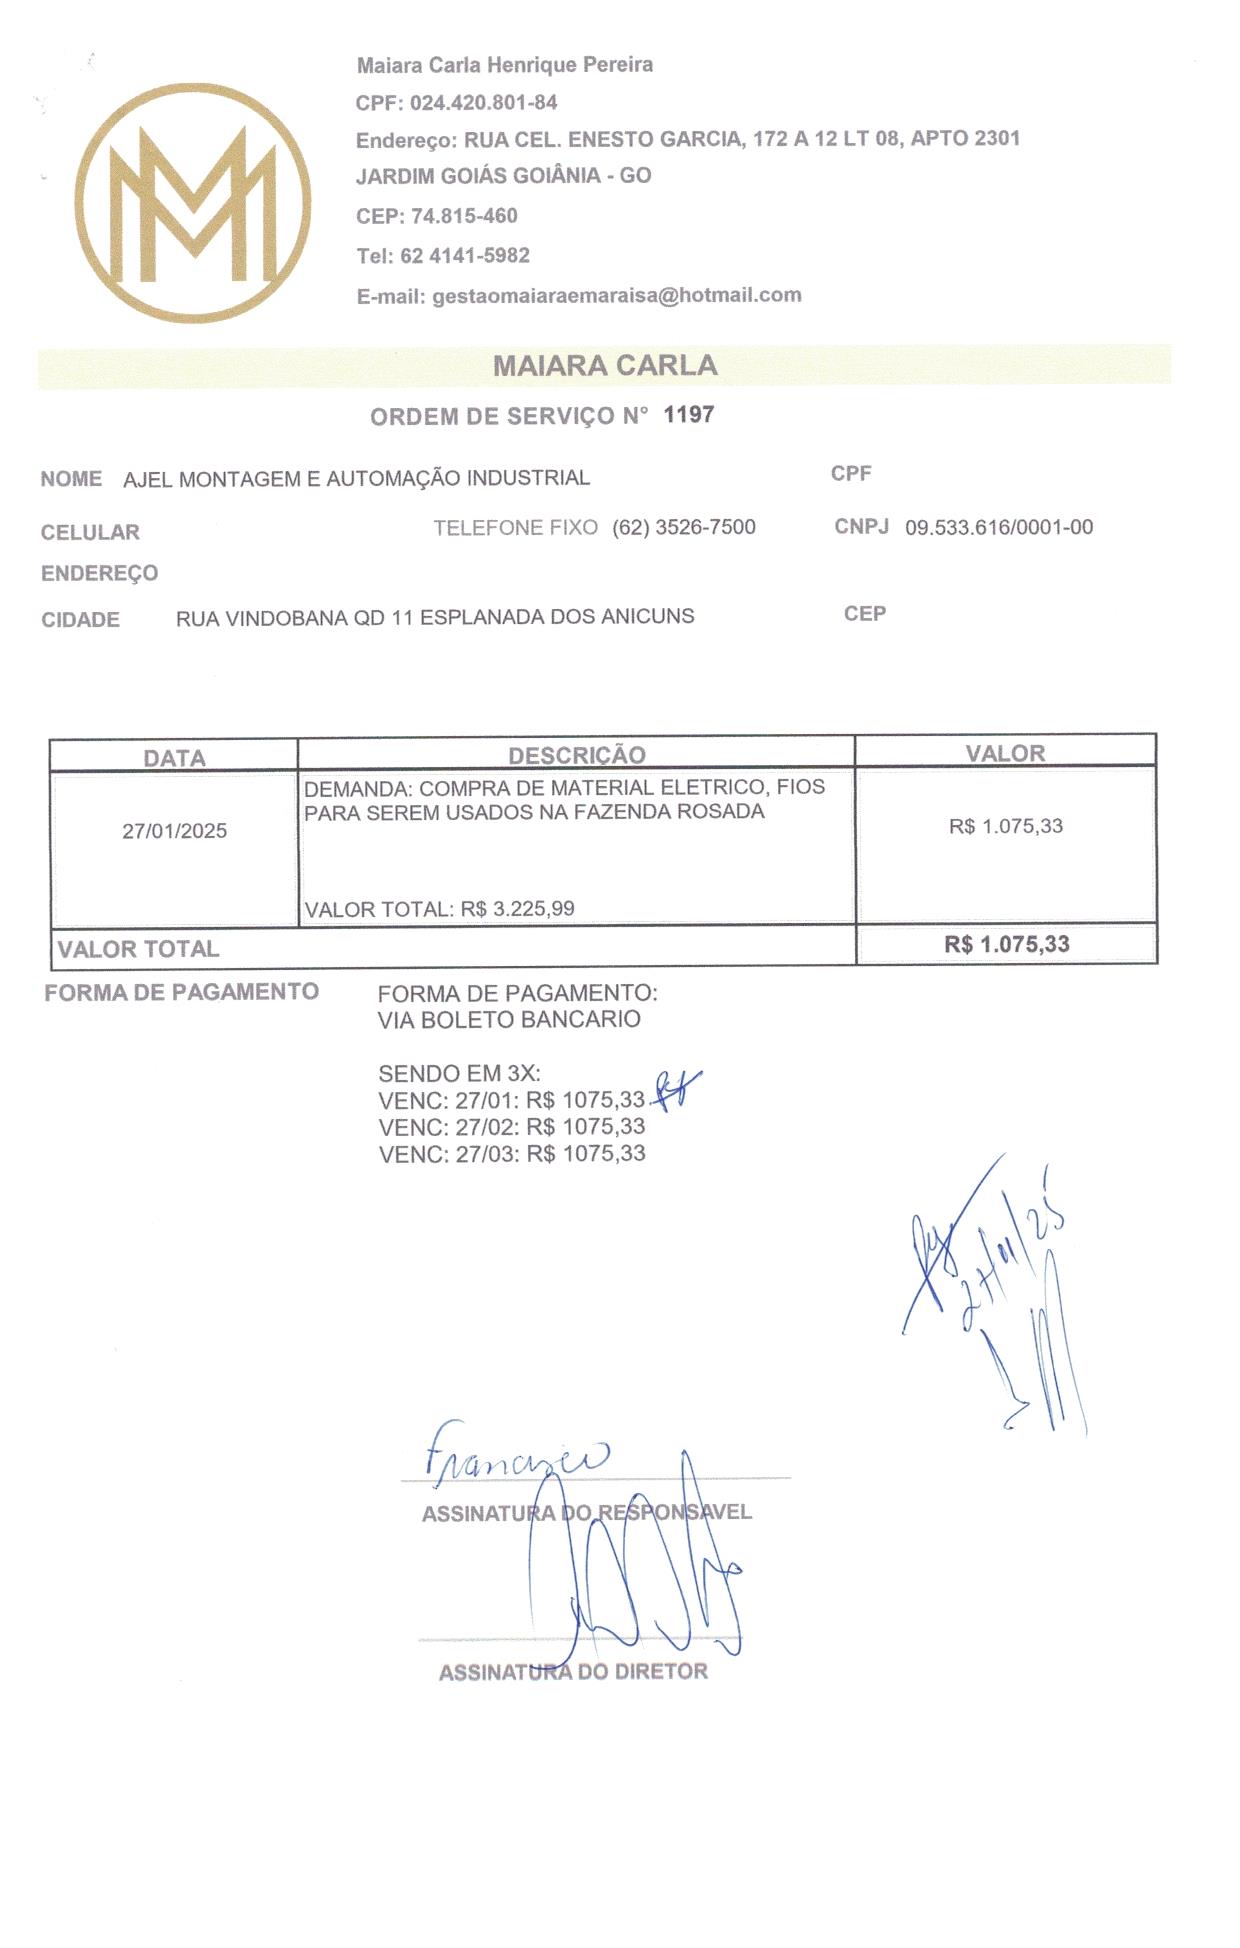 Maiara Carla Henrique Pereira
CPF: 024.420.801-84
Endereço: RUA CEL. ENESTO GARCIA, 172 A 12 LT 08, APTO 2301
JARDIM GOIÁS GOIÂNIA - GO
CEP: 74.815-460
Tel: 62 4141-5982
E-mail: gestaomaiaraemaraisa@hotmail.com
MM
MAIARA CARLA
ORDEM DE SERVIÇO N° 1197
NOME AJEL MONTAGEM E AUTOMAÇÃO INDUSTRIAL CPF
CELULAR TELEFONE FIXO (62) 3526-7500 CNPJ 09.533.616/0001-00
ENDEREÇO
CIDADE RUA VINDOBANA QD 11 ESPLANADA DOS ANICUNS CEP
DATA DESCRIÇÃO VALOR
DEMANDA: COMPRA DE MATERIAL ELETRICO, FIOS
PARA SEREM USADOS NA FAZENDA ROSADA
27/01/2025 R$ 1.075,33
VALOR TOTAL: R$ 3.225,99
VALOR TOTAL R$ 1.075,33
FORMA DE PAGAMENTO FORMA DE PAGAMENTO:
VIA BOLETO BANCARIO
SENDO EM 3X:
VENC: 27/01: R$ 1075,33
VENC: 27/02: R$ 1075,33
VENC: 27/03: R$ 1075,33
27/01/25
Francisco
ASSINATURA DO RESPONSAVEL
ASSINATURA DO DIRETOR